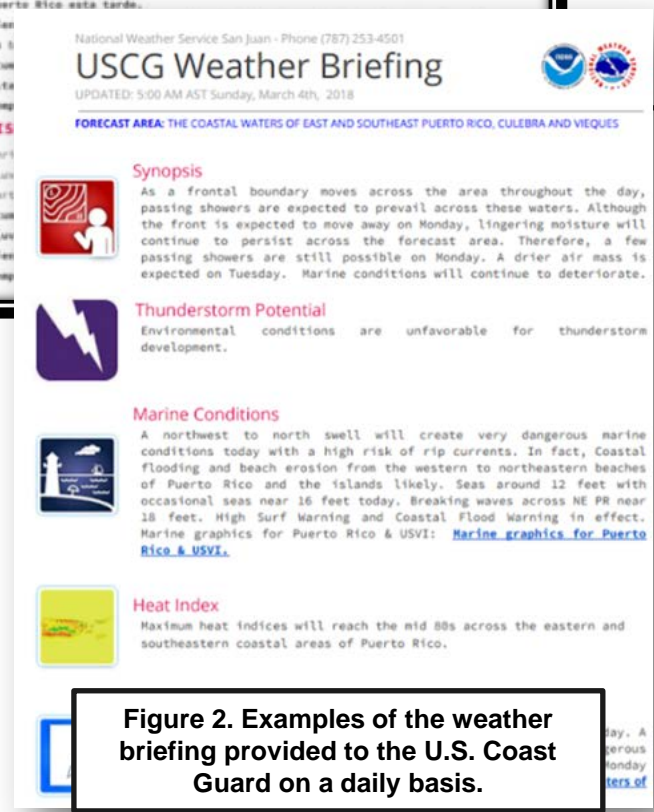 erto Rico esta tarde.
National Weather Service San Juan - Phone (787) 253-4501
USCG Weather Briefing
UPDATED: 5:00 AM AST Sunday, March 4th, 2018
FORECAST AREA: THE COASTAL WATERS OF EAST AND SOUTHEAST PUERTO RICO, CULEBRA AND VIEQUES
Synopsis
As a frontal boundary moves across the area throughout the day,
passing showers are expected to prevail across these waters. Although
the front is expected to move away on Monday, lingering moisture will
continue to persist across the forecast area. Therefore, a few
passing showers are still possible on Monday. A drier air mass is
expected on Tuesday. Marine conditions will continue to deteriorate.
Thunderstorm Potential
Environmental conditions are unfavorable for thunderstorm
development.
Marine Conditions
A northwest to north swell will create very dangerous marine
conditions today with a high risk of rip currents. In fact, Coastal
flooding and beach erosion from the western to northeastern beaches
of Puerto Rico and the islands likely. Seas around 12 feet with
occasional seas near 16 feet today. Breaking waves across NE PR near
18 feet. High Surf Warning and Coastal Flood Warning in effect.
Marine graphics for Puerto Rico & USVI: Marine graphics for Puerto
Rico & USVI.
Heat Index
Maximum heat indices will reach the mid 80s across the eastern and
southeastern coastal areas of Puerto Rico.
day. A
gerous
Monday
ters of
Figure 2. Examples of the weather
briefing provided to the U.S. Coast
Guard on a daily basis.